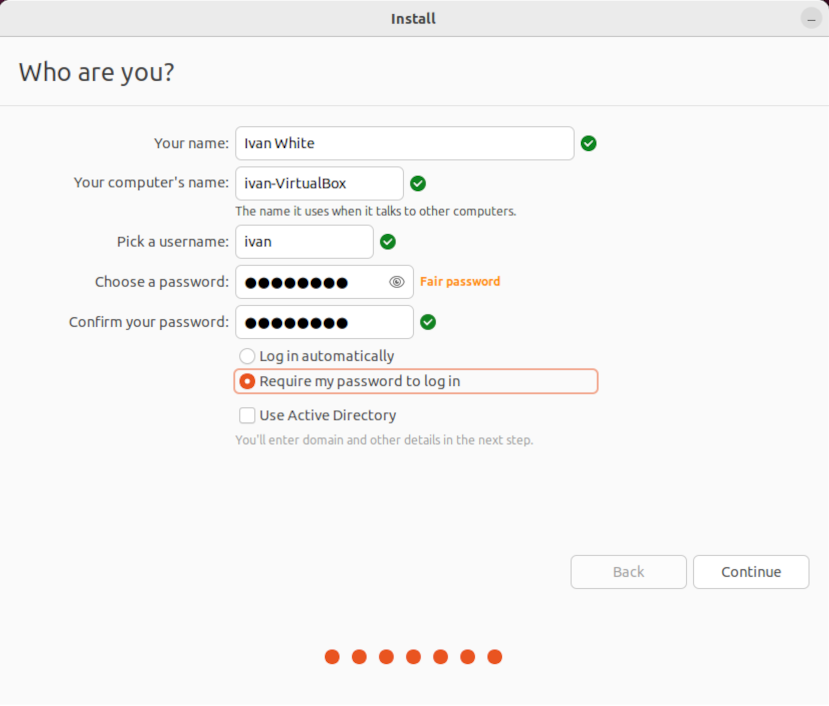 Install
Who are you?
Your name: Ivan White
Your computer's name: ivan-VirtualBox
The name it uses when it talks to other computers.
Pick a username: ivan
Choose a password: ●●●●●●●● Fair password
Confirm your password: ●●●●●●●●
Log in automatically
Require my password to log in
Use Active Directory
You'll enter domain and other details in the next step.
Back Continue